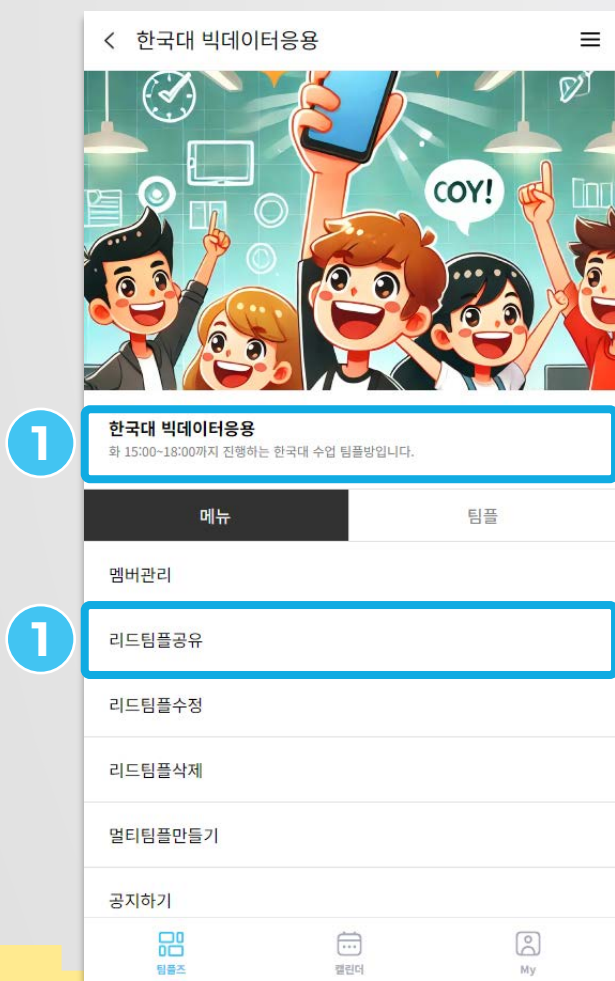 한국대 빅데이터응용
COY!
1
한국대 빅데이터응용
화 15:00~18:00까지 진행하는 한국대 수업 팀플방입니다.
메뉴
팀플
멤버관리
1
리드팀플공유
리드팀플수정
리드팀플삭제
멀티팀플만들기
공지하기
팀플즈
캘린더
My